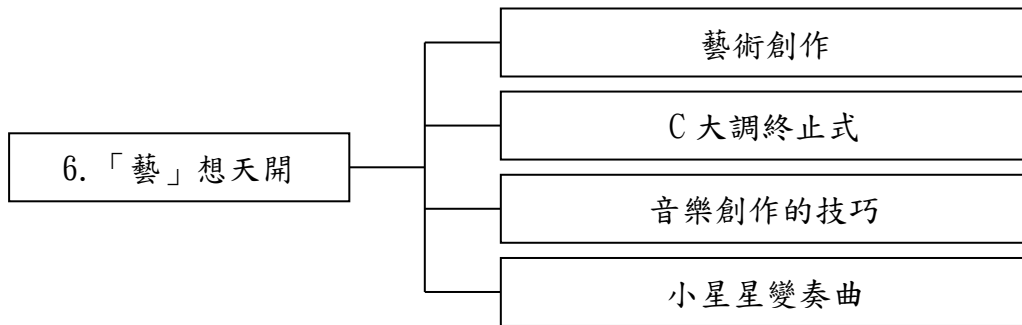 6.「藝」想天開
藝術創作
C 大調終止式
音樂創作的技巧
小星星變奏曲